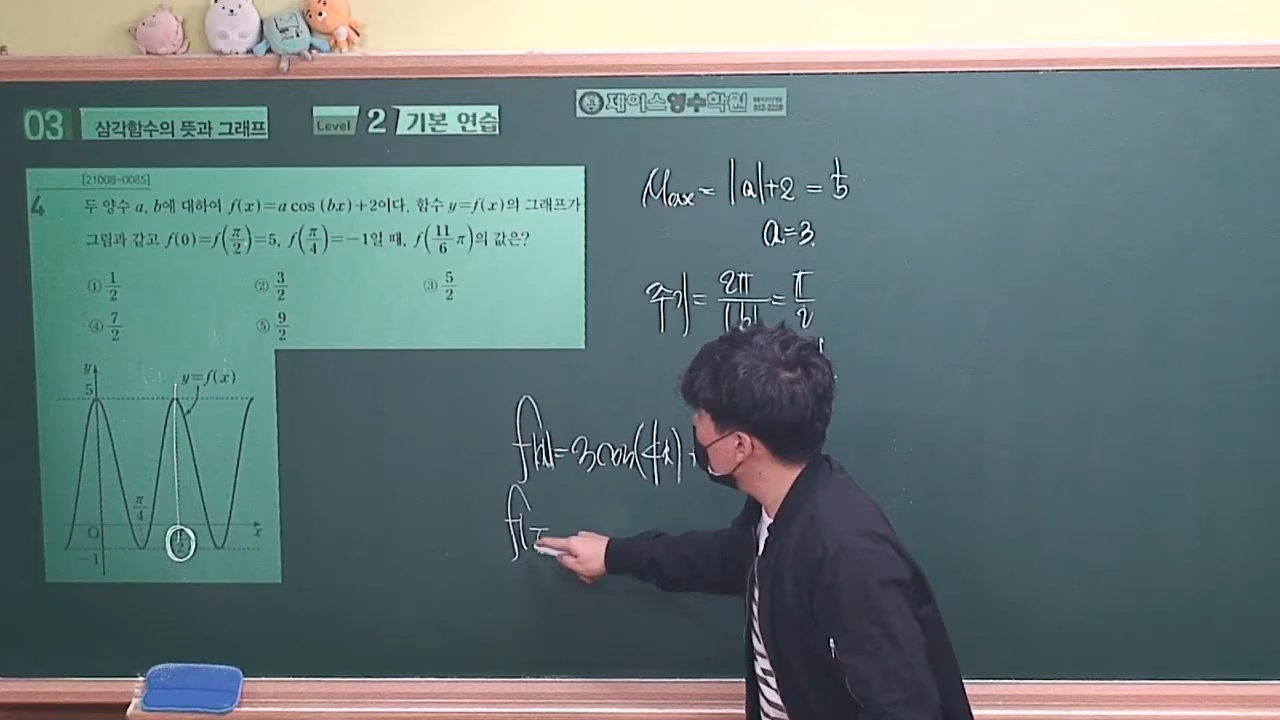 03 삼각함수의 뜻과 그래프 Level 2 기본 연습
제이스영수학원
[21008-0085]
4 두 양수 a, b에 대하여 f(x)=a cos (bx)+2이다. 함수 y=f(x)의 그래프가
그림과 같고 f(0)=f(π/2)=5, f(π/4)=-1일 때, f(11/6 π)의 값은?
① 1/2 ② 3/2 ③ 5/2
④ 7/2 ⑤ 9/2
y
5
y=f(x)
π/4
O
x
-1
Max = |a|+2 = 5
a=3.
주기 = 2π/|b| = π/2
f(x)=3cos(4x)
f(